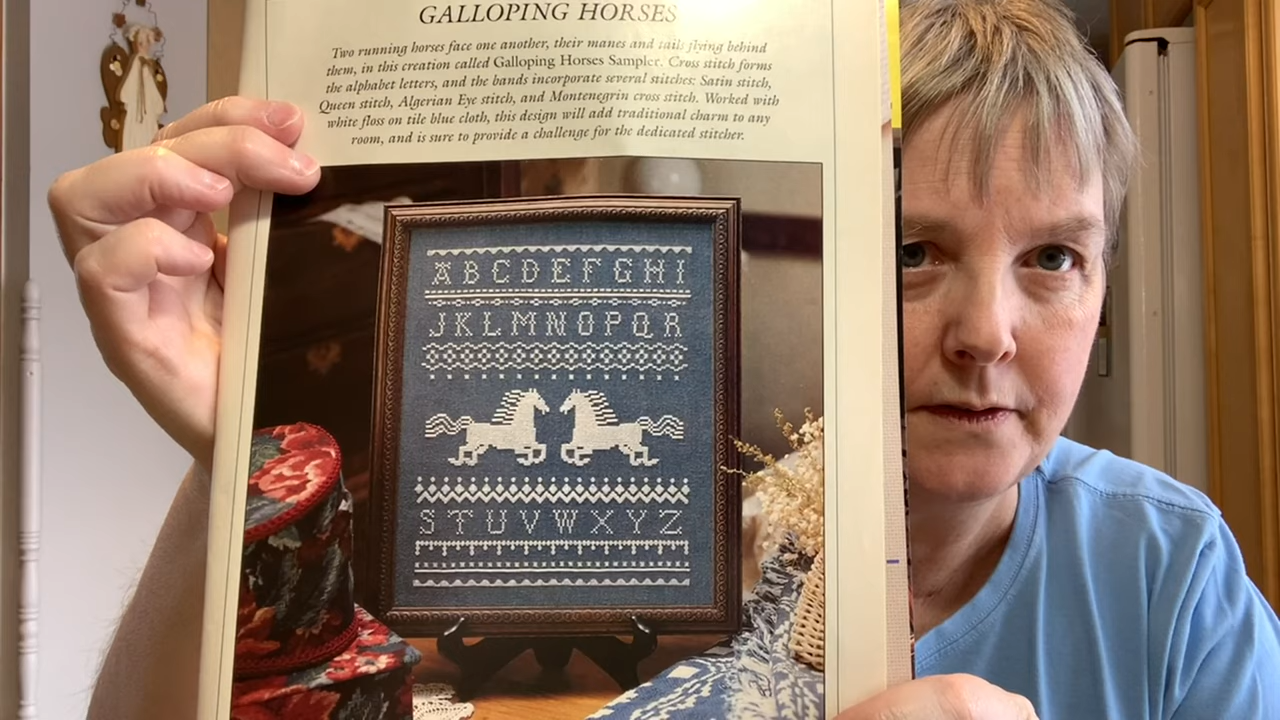 GALLOPING HORSES
Two running horses face one another, their manes and tails flying behind
them, in this creation called Galloping Horses Sampler. Cross stitch forms
the alphabet letters, and the bands incorporate several stitches: Satin stitch,
Queen stitch, Algerian Eye stitch, and Montenegrin cross stitch. Worked with
white floss on tile blue cloth, this design will add traditional charm to any
room, and is sure to provide a challenge for the dedicated stitcher.
ABCDEFGHI
JKLMNOPQR
STUVWXYZ